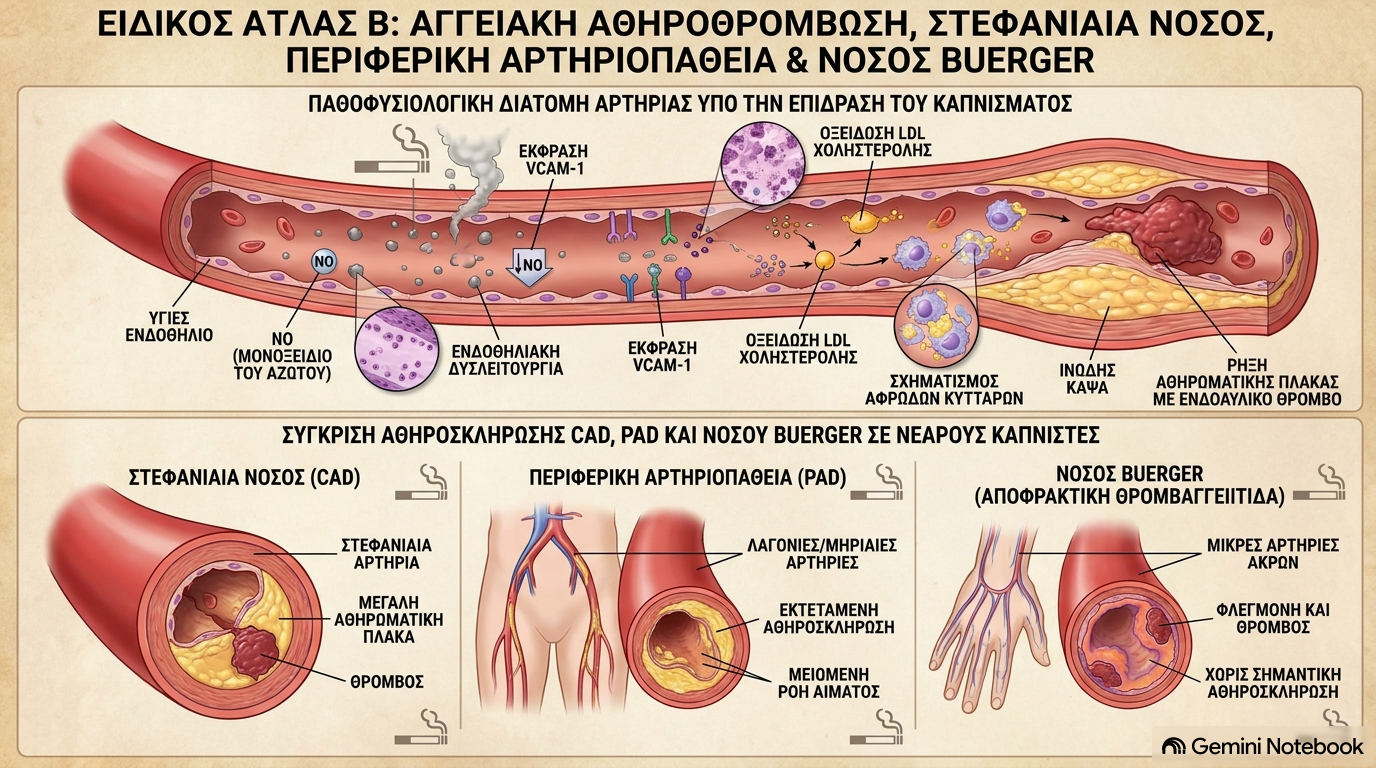 ΕΙΔΙΚΟΣ ΑΤΛΑΣ Β: ΑΓΓΕΙΑΚΗ ΑΘΗΡΟΘΡΟΜΒΩΣΗ, ΣΤΕΦΑΝΙΑΙΑ ΝΟΣΟΣ,
ΠΕΡΙΦΕΡΙΚΗ ΑΡΤΗΡΙΟΠΑΘΕΙΑ & ΝΟΣΟΣ BUERGER
ΠΑΘΟΦΥΣΙΟΛΟΓΙΚΗ ΔΙΑΤΟΜΗ ΑΡΤΗΡΙΑΣ ΥΠΟ ΤΗΝ ΕΠΙΔΡΑΣΗ ΤΟΥ ΚΑΠΝΙΣΜΑΤΟΣ
ΕΚΦΡΑΣΗ
VCAM-1
ΟΞΕΙΔΩΣΗ LDL
ΧΟΛΗΣΤΕΡΟΛΗΣ
NO
↓NO
ΥΓΙΕΣ
ΕΝΔΟΘΗΛΙΟ
NO
(ΜΟΝΟΞΕΙΔΙΟ
ΤΟΥ ΑΖΩΤΟΥ)
ΕΝΔΟΘΗΛΙΑΚΗ
ΔΥΣΛΕΙΤΟΥΡΓΙΑ
ΕΚΦΡΑΣΗ
VCAM-1
ΟΞΕΙΔΩΣΗ LDL
ΧΟΛΗΣΤΕΡΟΛΗΣ
ΣΧΗΜΑΤΙΣΜΟΣ
ΑΦΡΩΔΩΝ ΚΥΤΤΑΡΩΝ
ΙΝΩΔΗΣ
ΚΑΨΑ
ΡΗΞΗ
ΑΘΗΡΩΜΑΤΙΚΗΣ ΠΛΑΚΑΣ
ΜΕ ΕΝΔΟΑΥΛΙΚΟ ΘΡΟΜΒΟ
ΣΥΓΚΡΙΣΗ ΑΘΗΡΟΣΚΛΗΡΩΣΗΣ CAD, PAD ΚΑΙ ΝΟΣΟΥ BUERGER ΣΕ ΝΕΑΡΟΥΣ ΚΑΠΝΙΣΤΕΣ
ΣΤΕΦΑΝΙΑΙΑ ΝΟΣΟΣ (CAD)
ΣΤΕΦΑΝΙΑΙΑ
ΑΡΤΗΡΙΑ
ΜΕΓΑΛΗ
ΑΘΗΡΩΜΑΤΙΚΗ
ΠΛΑΚΑ
ΘΡΟΜΒΟΣ
ΠΕΡΙΦΕΡΙΚΗ ΑΡΤΗΡΙΟΠΑΘΕΙΑ (PAD)
ΛΑΓΟΝΙΕΣ/ΜΗΡΙΑΙΕΣ
ΑΡΤΗΡΙΕΣ
ΕΚΤΕΤΑΜΕΝΗ
ΑΘΗΡΟΣΚΛΗΡΩΣΗ
ΜΕΙΩΜΕΝΗ
ΡΟΗ ΑΙΜΑΤΟΣ
ΝΟΣΟΣ BUERGER
(ΑΠΟΦΡΑΚΤΙΚΗ ΘΡΟΜΒΑΓΓΕΙΙΤΙΔΑ)
ΜΙΚΡΕΣ ΑΡΤΗΡΙΕΣ
ΑΚΡΩΝ
ΦΛΕΓΜΟΝΗ ΚΑΙ
ΘΡΟΜΒΟΣ
ΧΩΡΙΣ ΣΗΜΑΝΤΙΚΗ
ΑΘΗΡΟΣΚΛΗΡΩΣΗ
Gemini Notebook